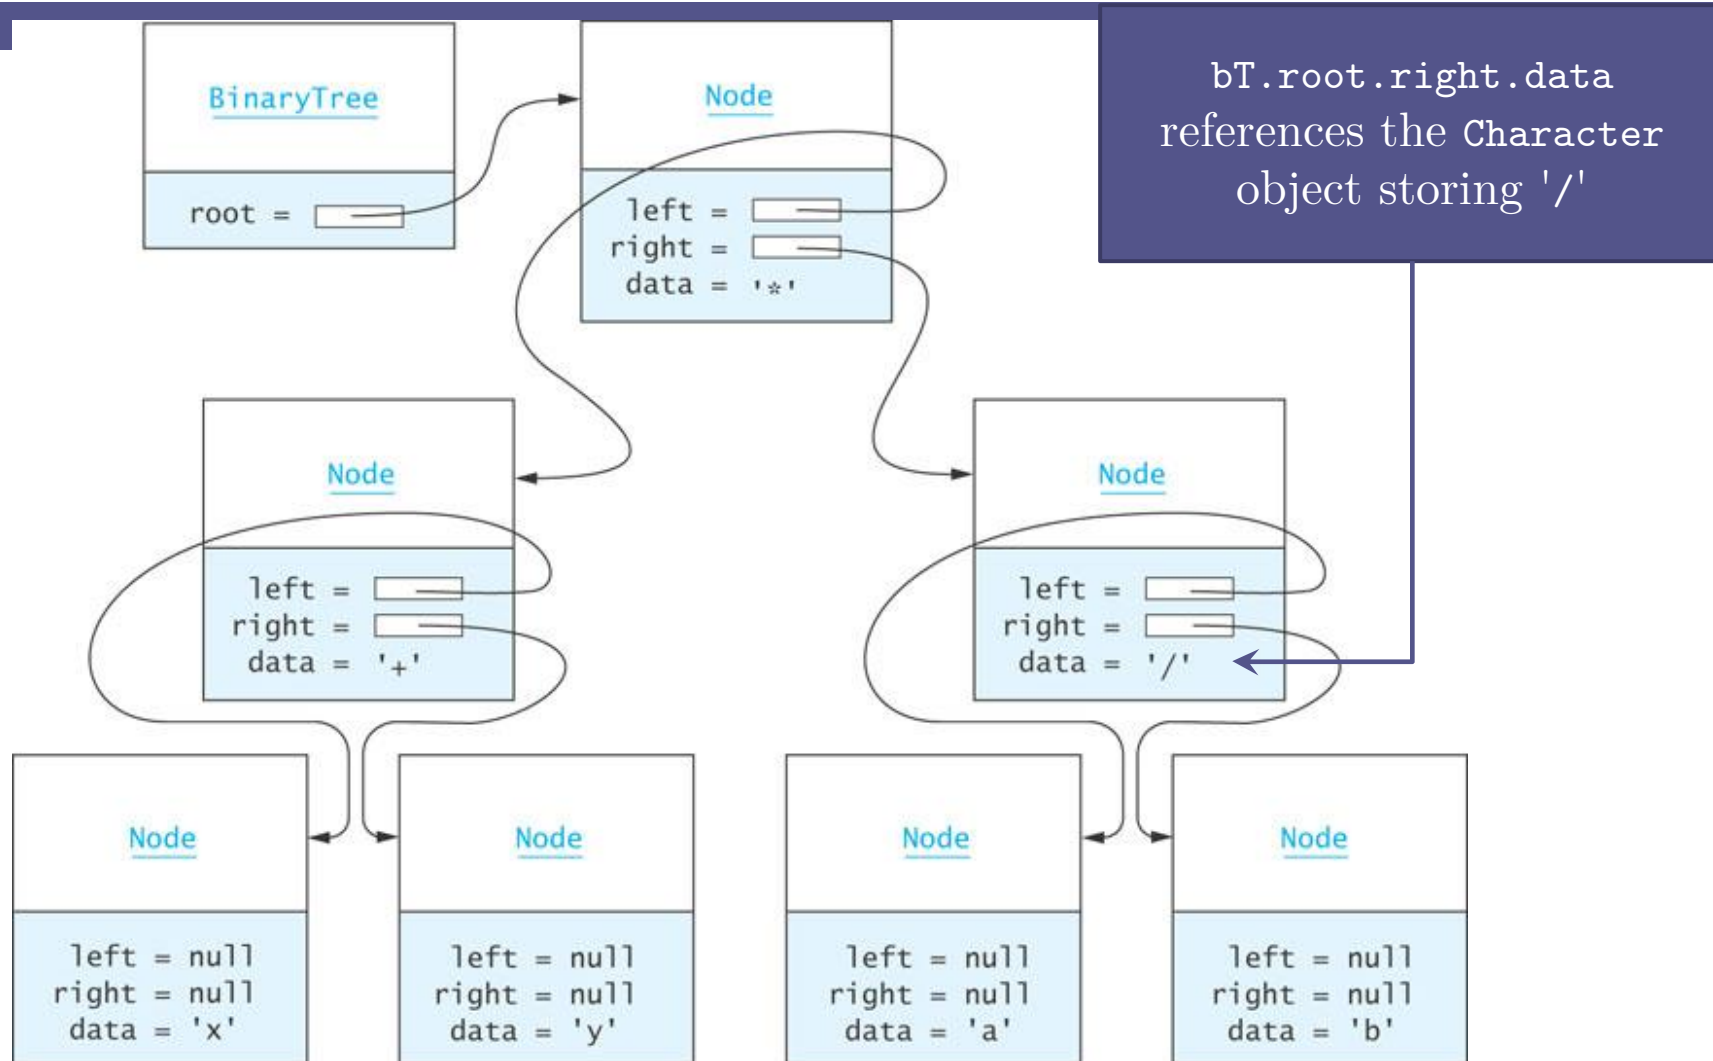 BinaryTree
root =
Node
left =
right =
data = '*'
bT.root.right.data
references the Character
object storing '/'
Node
left =
right =
data = '+'
Node
left =
right =
data = '/'
Node
left = null
right = null
data = 'x'
Node
left = null
right = null
data = 'y'
Node
left = null
right = null
data = 'a'
Node
left = null
right = null
data = 'b'